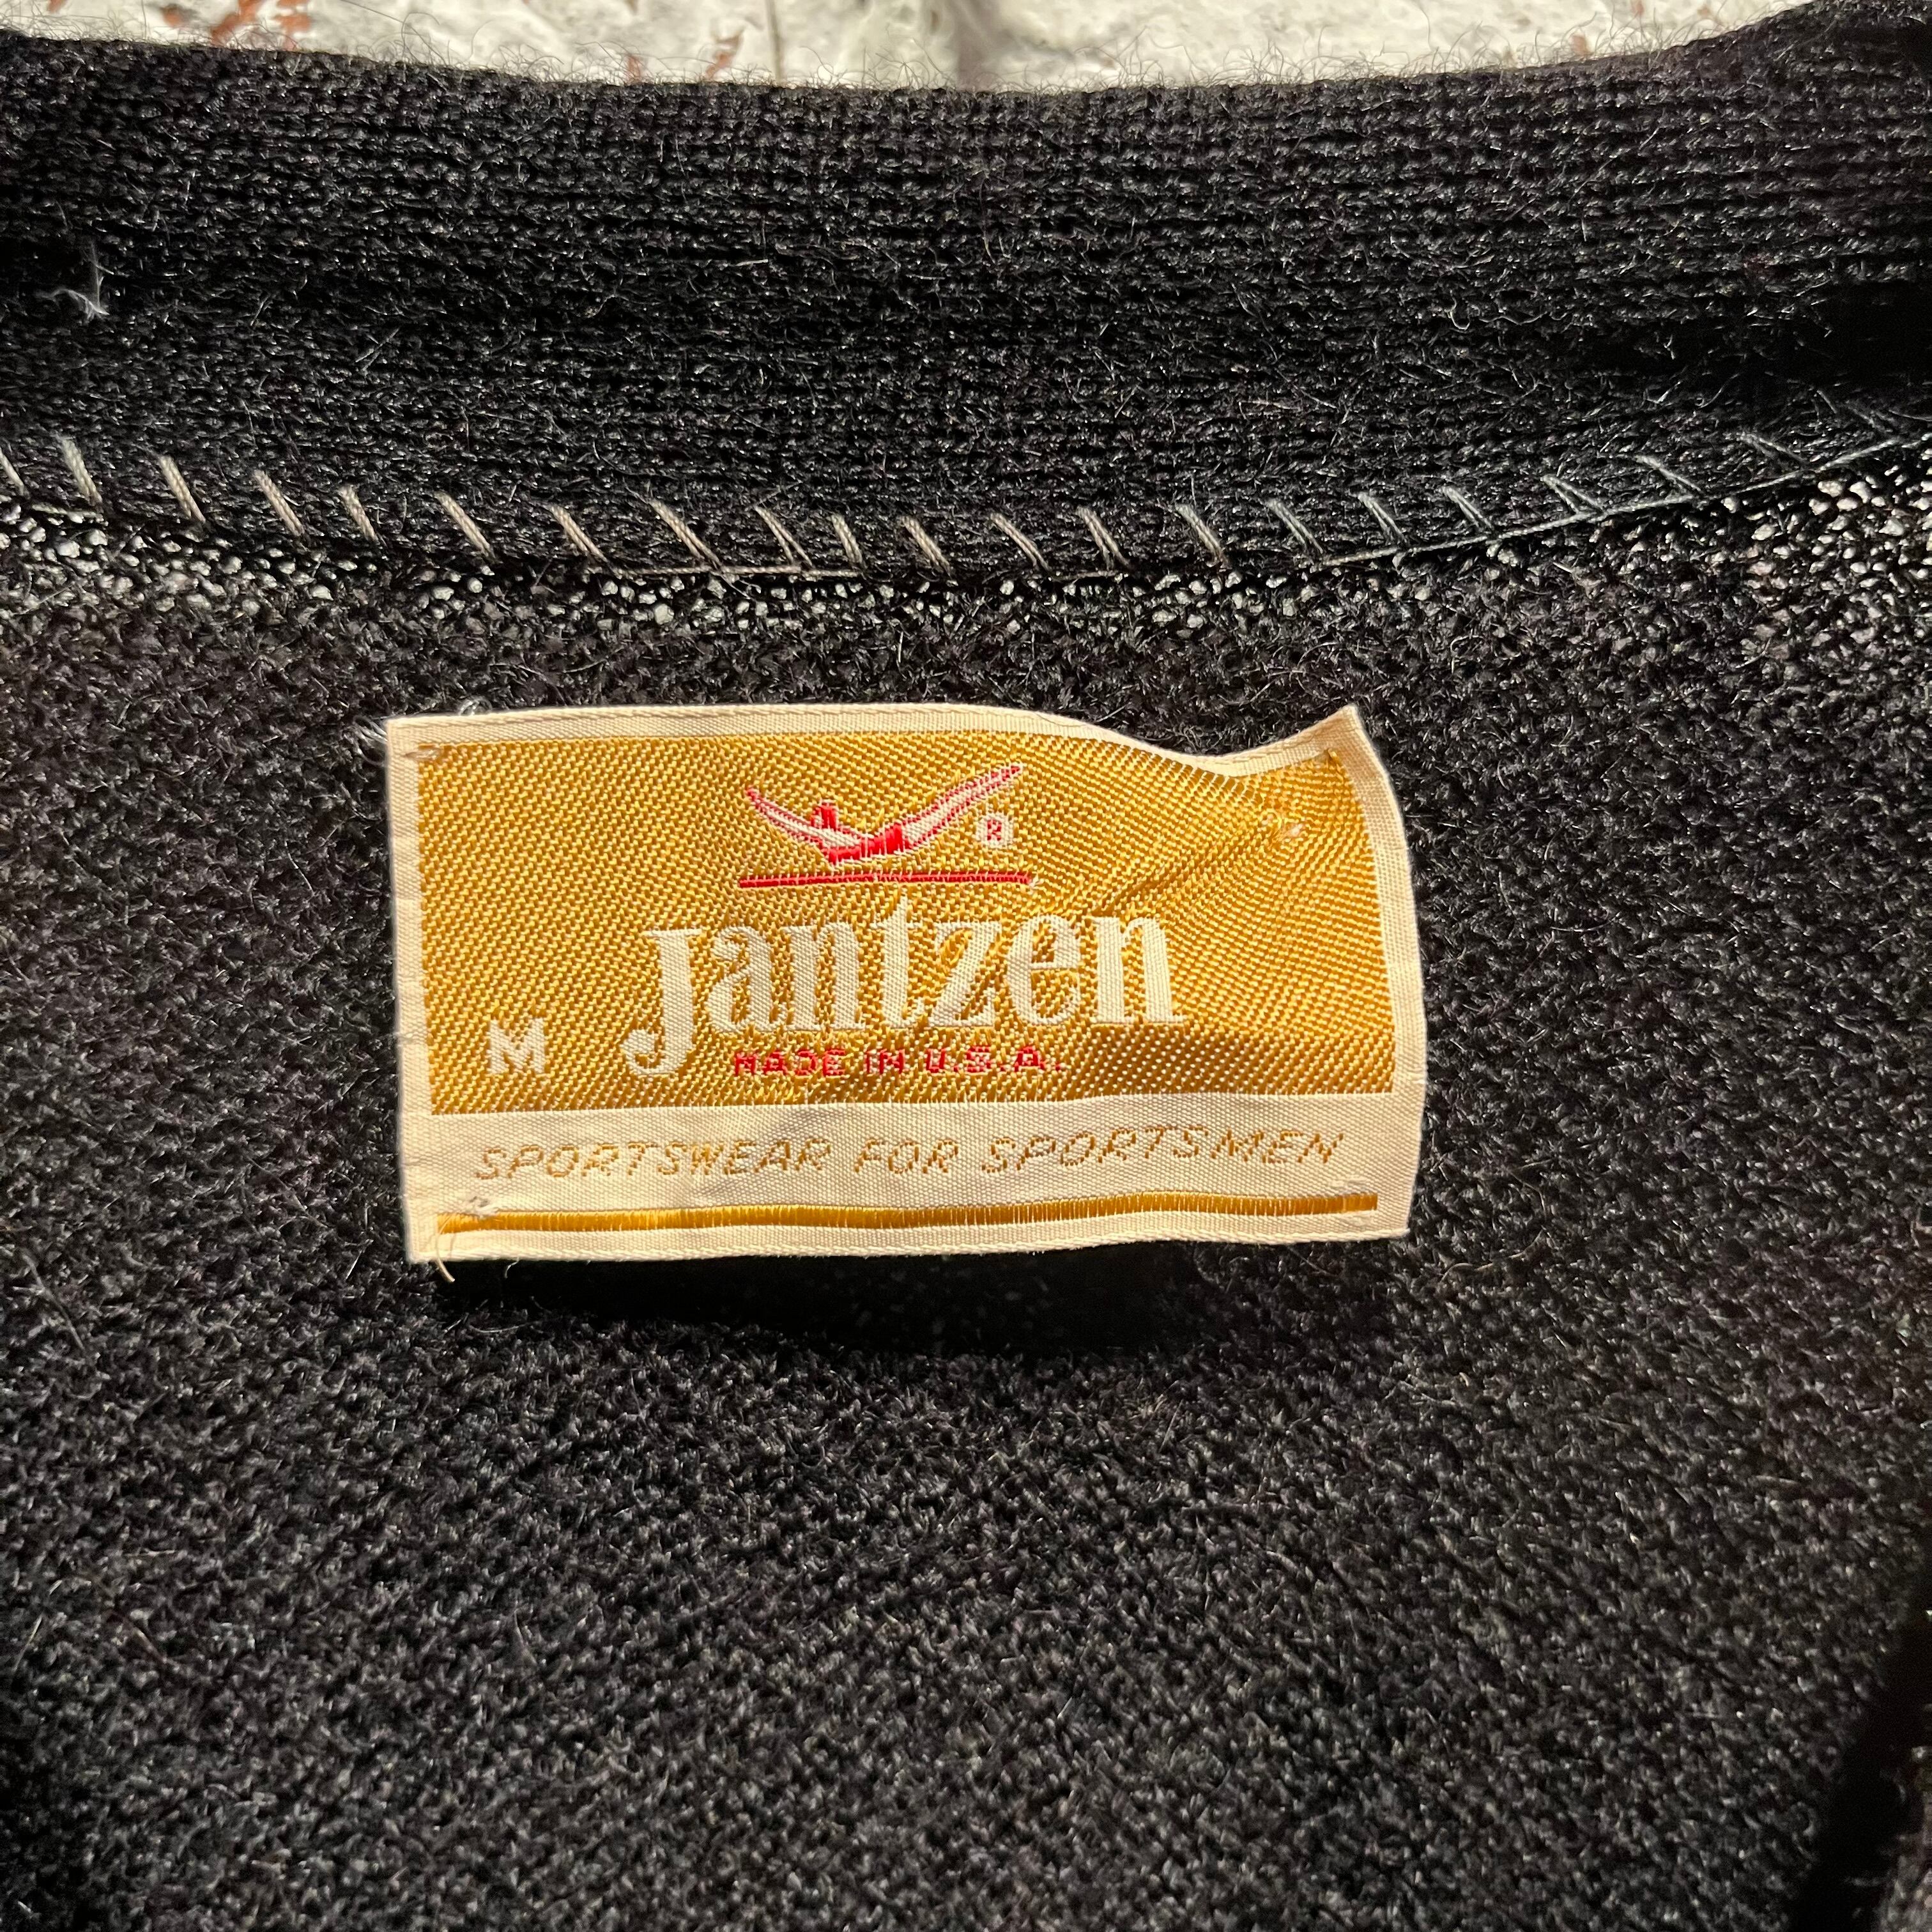 ®
Jantzen
M
MADE IN U.S.A.
SPORTSWEAR FOR SPORTSMEN